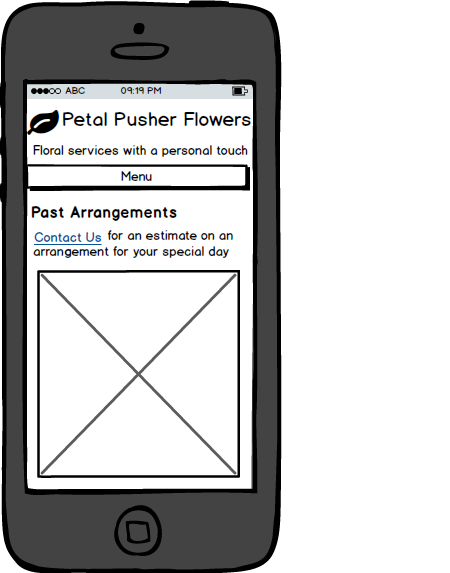 ABC 09:19 PM
Petal Pusher Flowers
Floral services with a personal touch
Menu
Past Arrangements
Contact Us for an estimate on an
arrangement for your special day